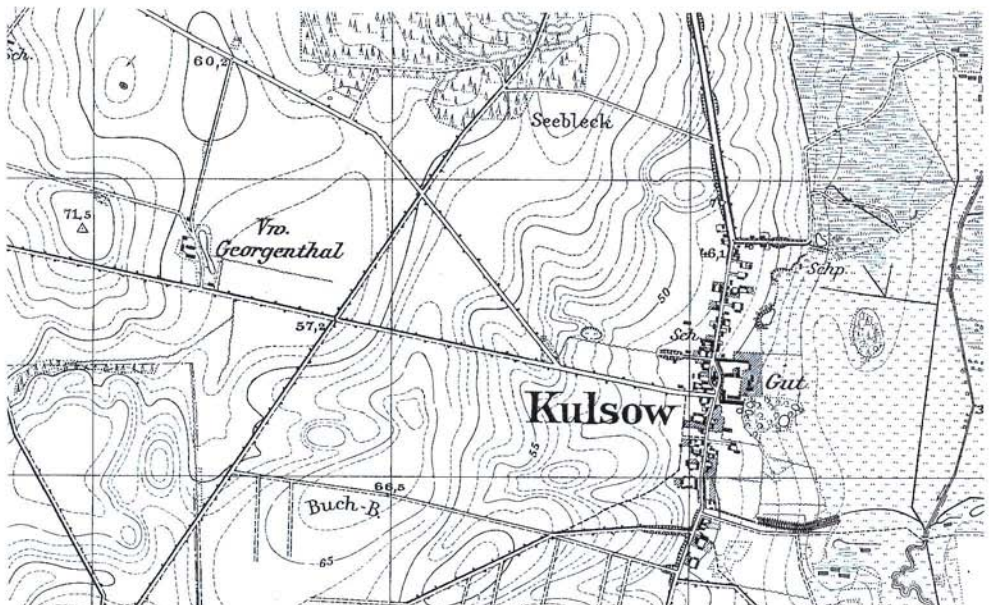 Sch.
60,2
Seebleck
71,5
Vw.
Georgenthal
46,1
Schp.
50
57,2
Sch.
Gut
Kulsow
3
55
66,5
Buch-B.
65